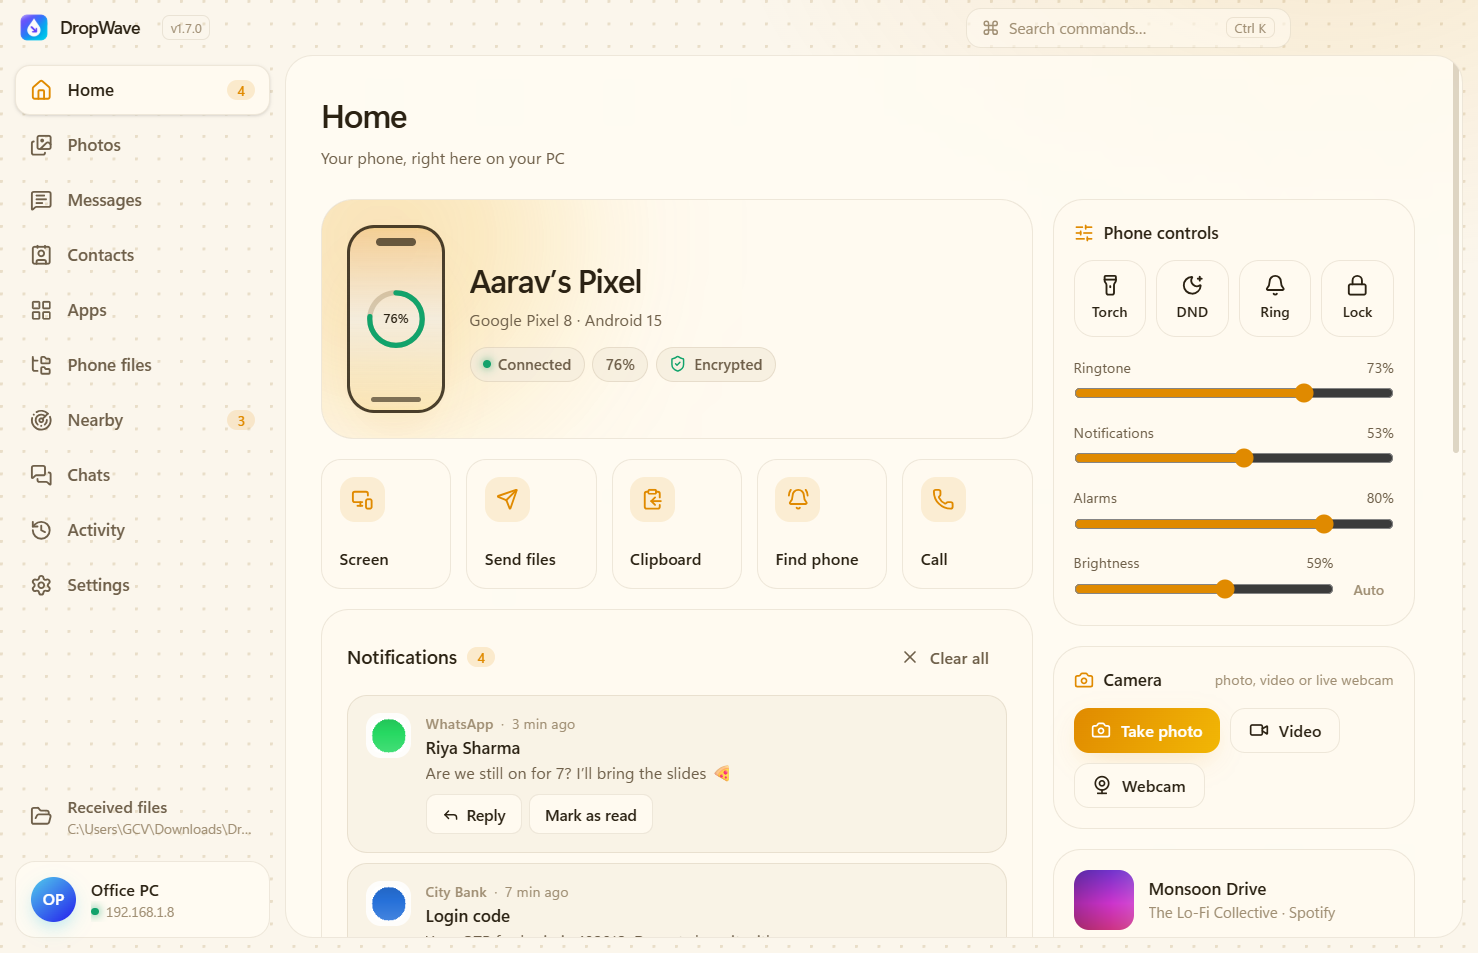 DropWave
v1.7.0
Search commands...
Ctrl K
Home
4
Photos
Messages
Contacts
Apps
Phone files
Nearby
3
Chats
Activity
Settings
Received files
C:\Users\GCV\Downloads\Dr...
OP
Office PC
192.168.1.8
Home
Your phone, right here on your PC
76%
Aarav's Pixel
Google Pixel 8 · Android 15
Connected
76%
Encrypted
Screen
Send files
Clipboard
Find phone
Call
Notifications
4
Clear all
WhatsApp · 3 min ago
Riya Sharma
Are we still on for 7? I'll bring the slides 🍕
Reply
Mark as read
City Bank · 7 min ago
Login code
Phone controls
Torch
DND
Ring
Lock
Ringtone
73%
Notifications
53%
Alarms
80%
Brightness
59%
Auto
Camera
photo, video or live webcam
Take photo
Video
Webcam
Monsoon Drive
The Lo-Fi Collective · Spotify